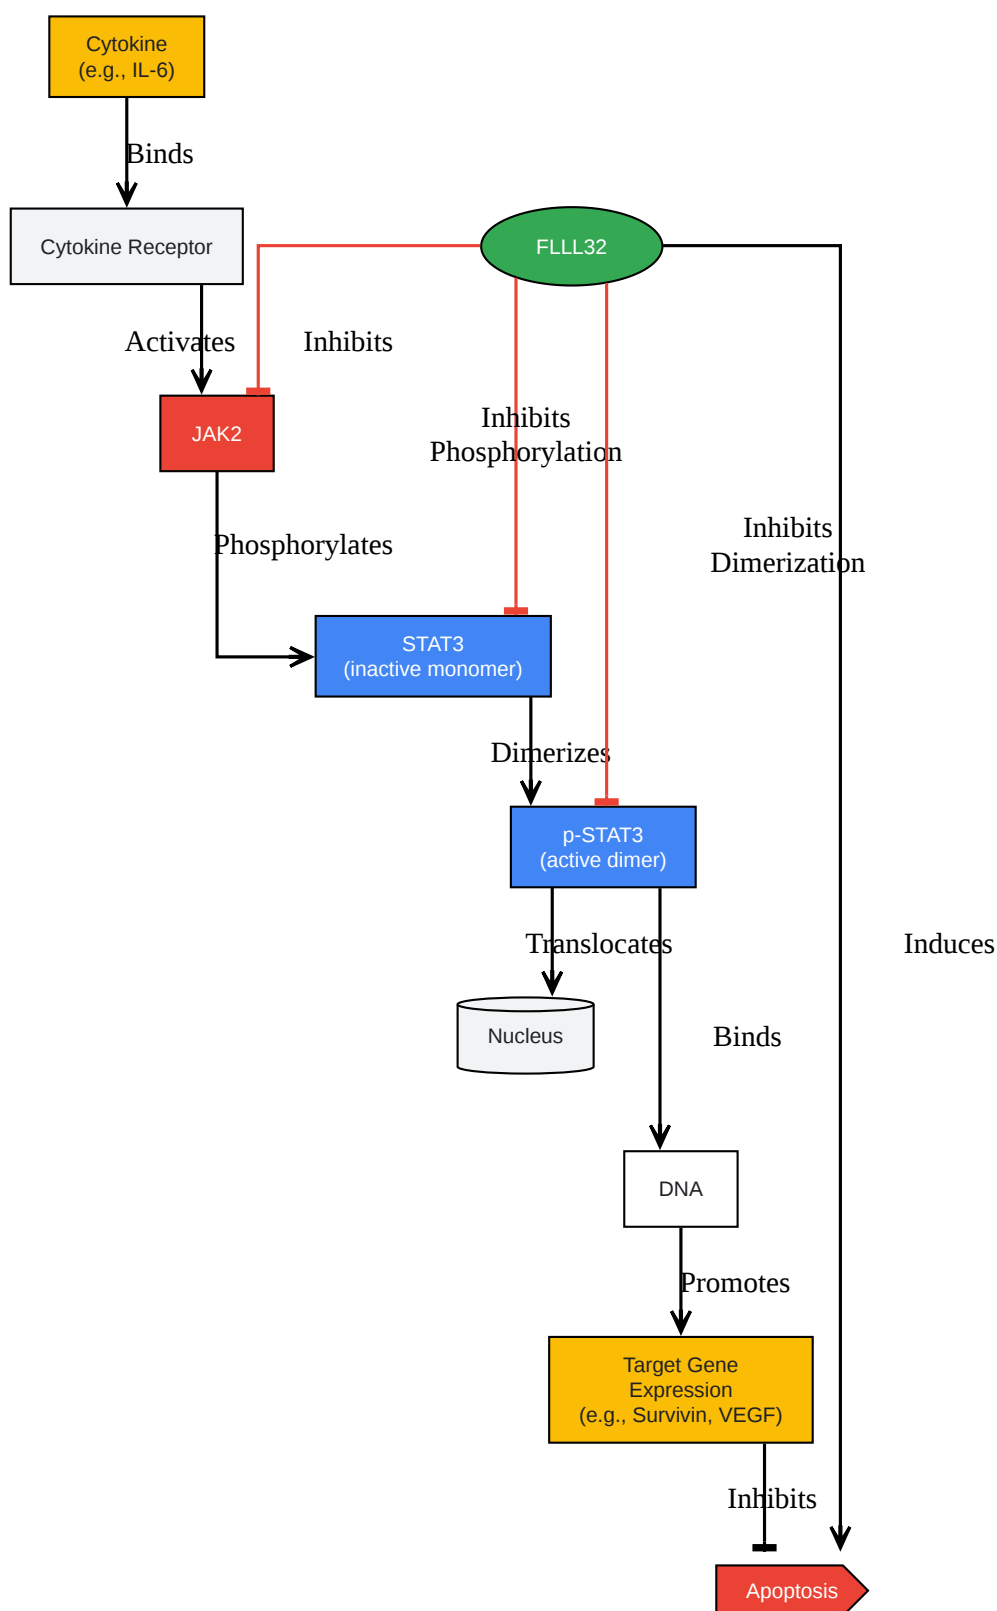 Cytokine
(e.g., IL-6)
Binds
Cytokine Receptor
FLLL32
Activates
Inhibits
JAK2
Inhibits
Phosphorylation
Phosphorylates
Inhibits
Dimerization
STAT3
(inactive monomer)
Dimerizes
p-STAT3
(active dimer)
Translocates
Induces
Nucleus
Binds
DNA
Promotes
Target Gene
Expression
(e.g., Survivin, VEGF)
Inhibits
Apoptosis